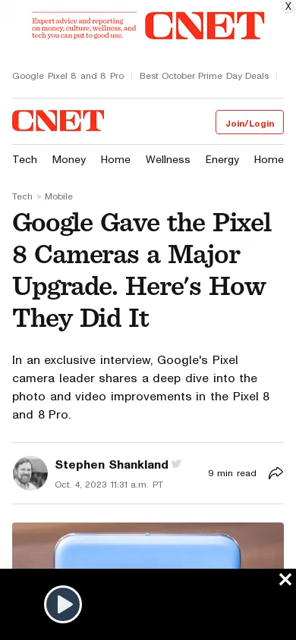 Expert advice and reporting
on money, culture, wellness, and
tech you can put to good use.
CNET
X
Google Pixel 8 and 8 Pro
Best October Prime Day Deals
CNET
Join/Login
Tech Money Home Wellness Energy Home
Tech > Mobile
Google Gave the Pixel
8 Cameras a Major
Upgrade. Here's How
They Did It
In an exclusive interview, Google's Pixel
camera leader shares a deep dive into the
photo and video improvements in the Pixel 8
and 8 Pro.
Stephen Shankland
Oct. 4, 2023 11:31 a.m. PT
9 min read